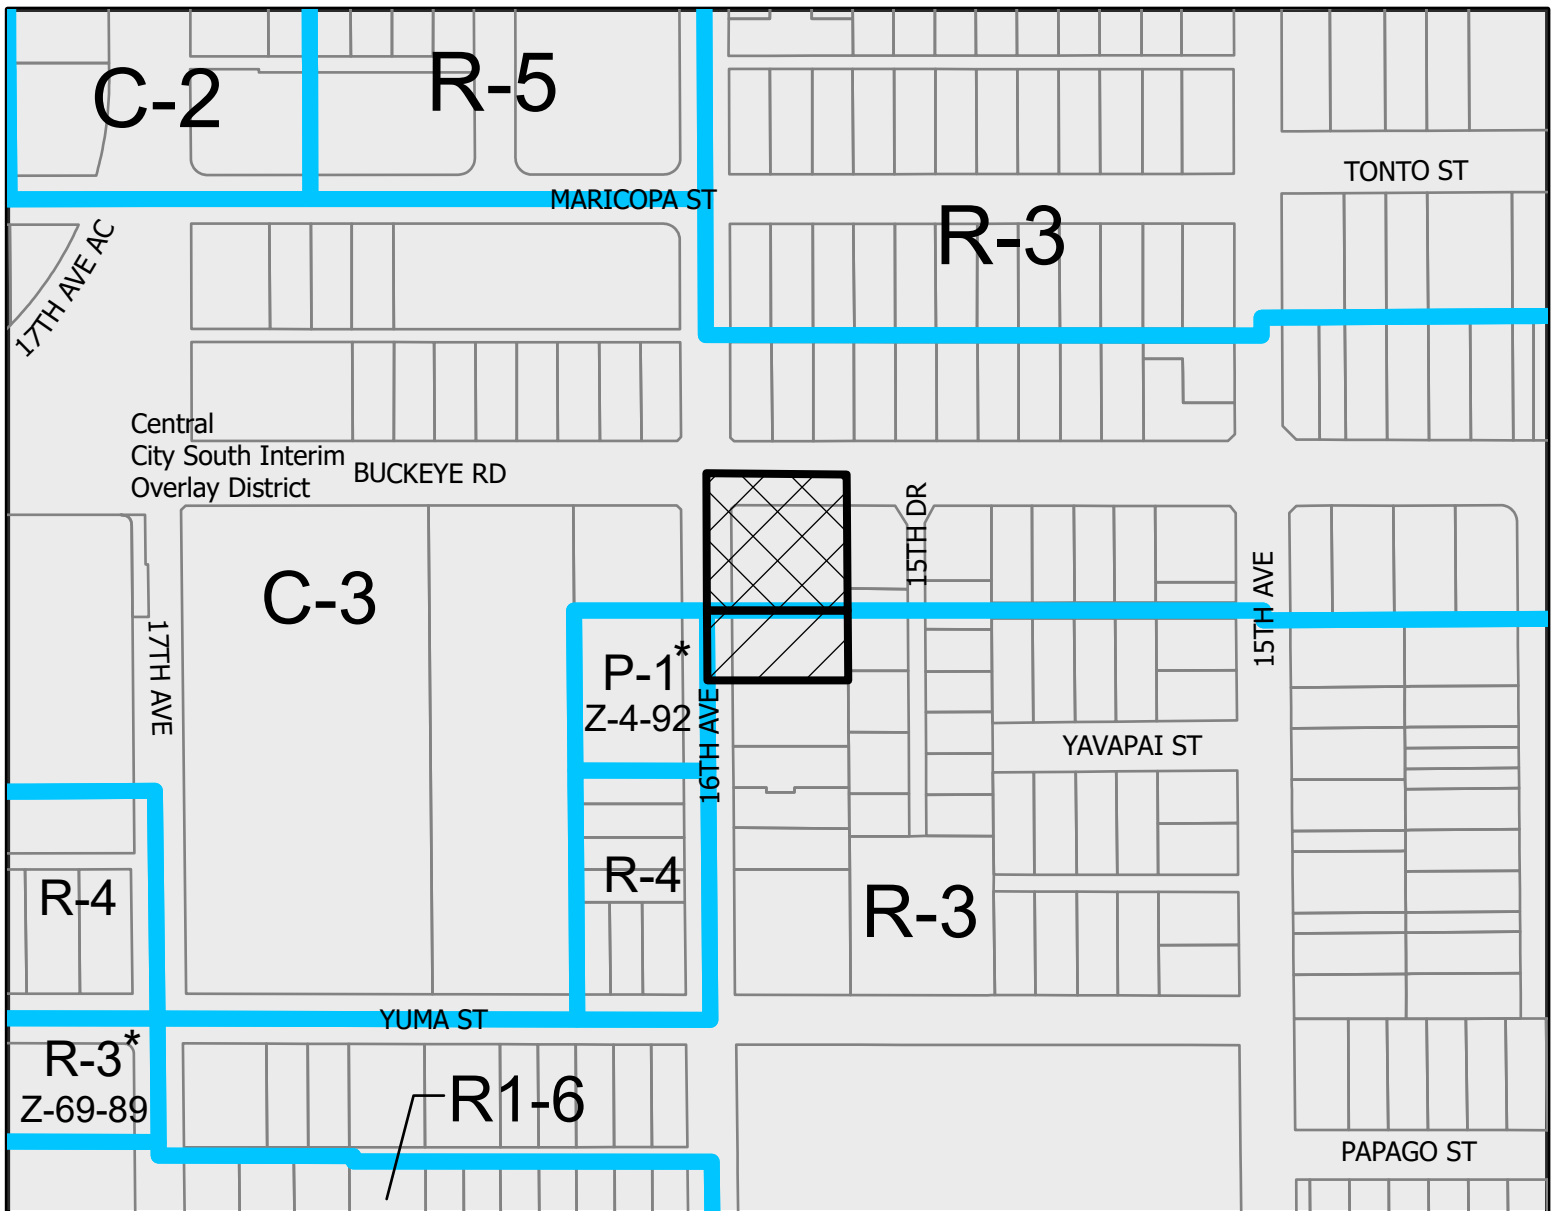 C-2
R-5
TONTO ST
MARICOPA ST
R-3
17TH AVE AC
Central
City South Interim
Overlay District
BUCKEYE RD
15TH DR
C-3
15TH AVE
17TH AVE
P-1*
Z-4-92
16TH AVE
YAVAPAI ST
R-4
R-4
R-3
YUMA ST
R-3*
Z-69-89
R1-6
PAPAGO ST